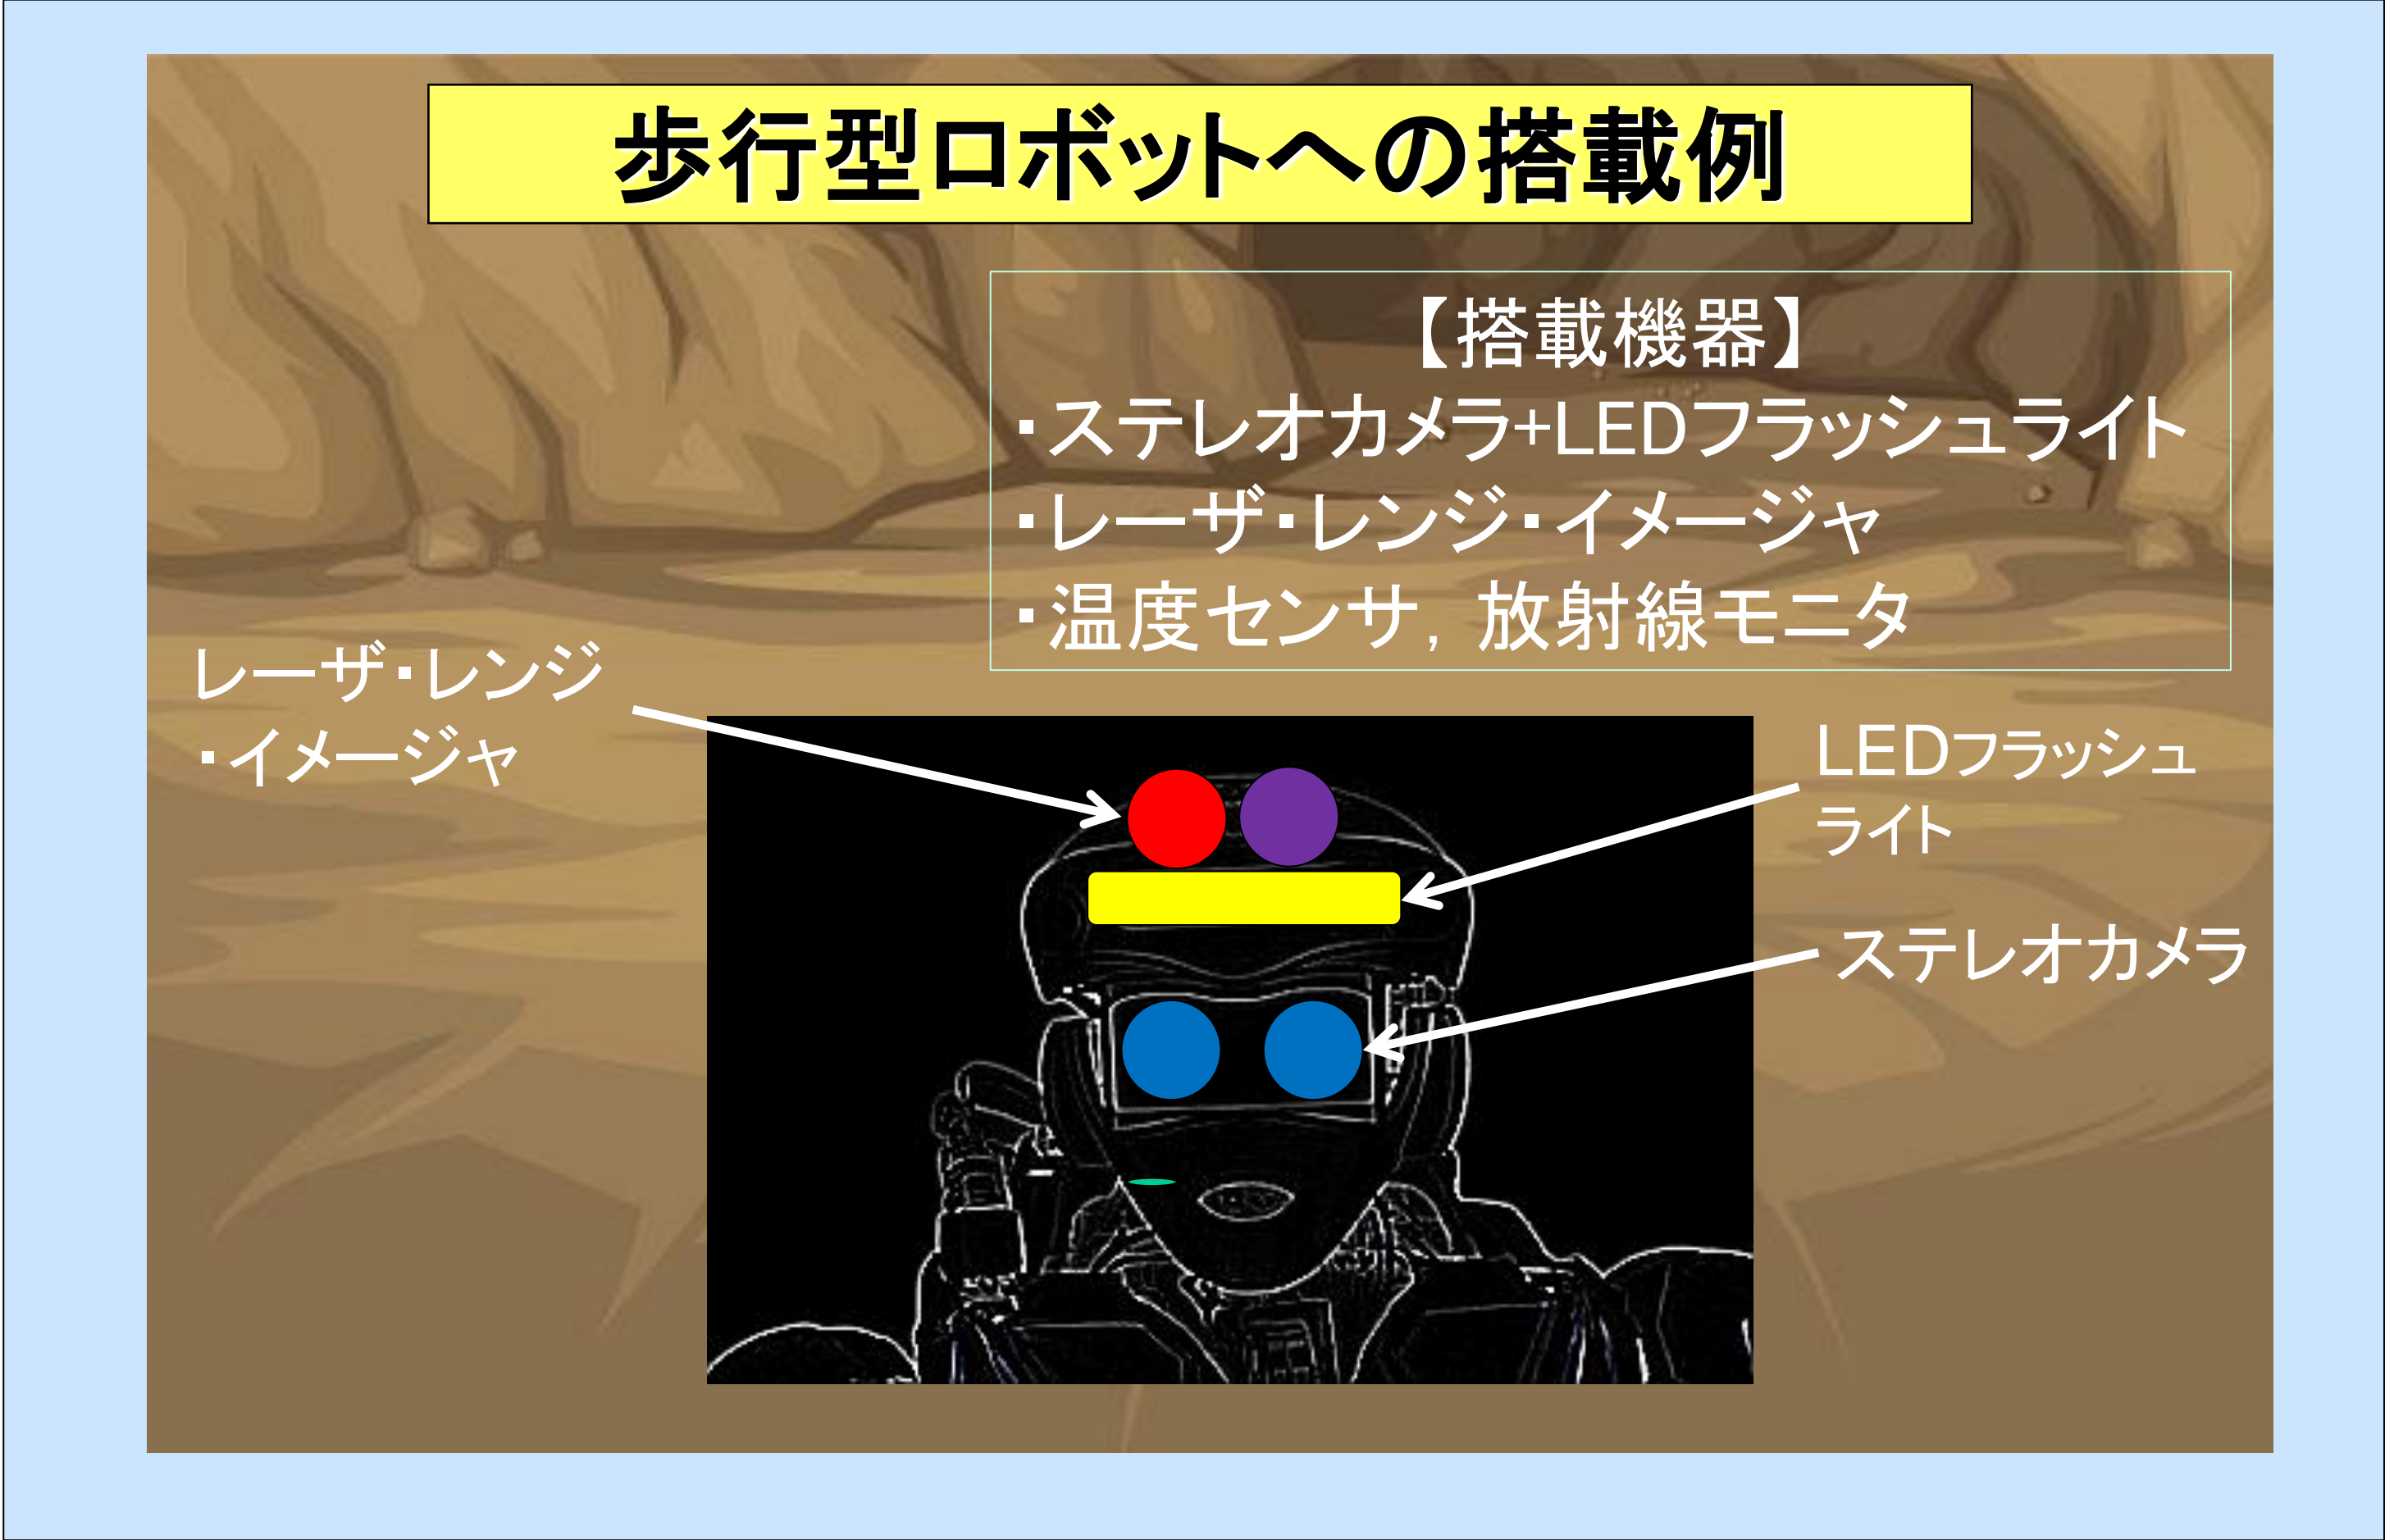 歩行型ロボットへの搭載例
【搭載機器】
・ステレオカメラ+LEDフラッシュライト
・レーザ・レンジ・イメージャ
・温度センサ，放射線モニタ
レーザ・レンジ
・イメージャ
LEDフラッシュ
ライト
ステレオカメラ